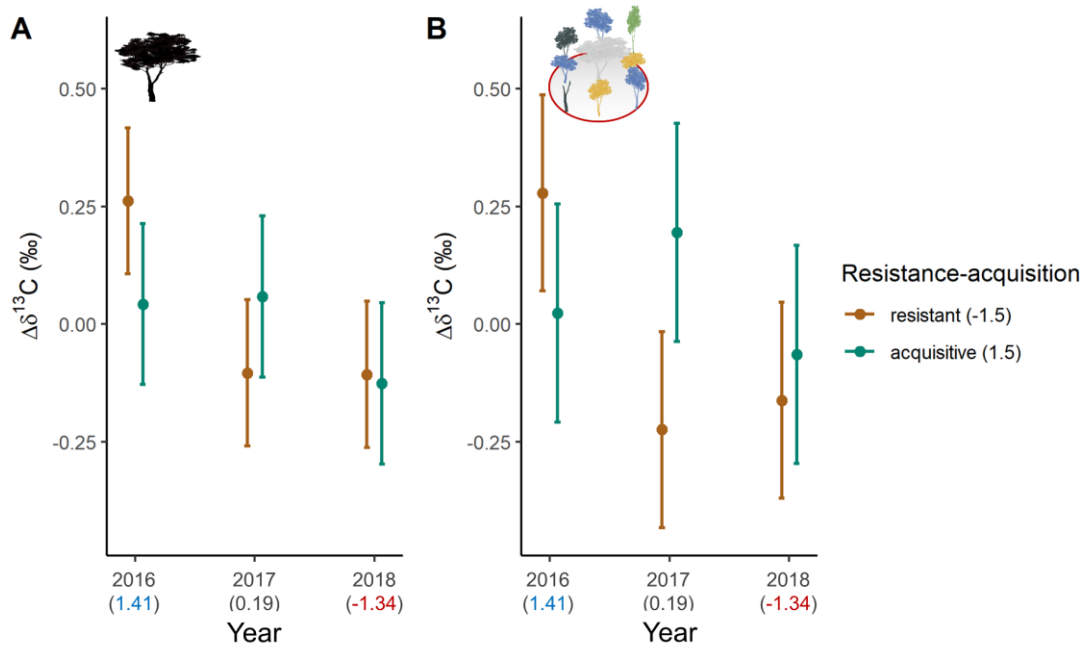 A
Δδ¹³C (‰)
0.50
0.25
0.00
-0.25
2016
(1.41)
2017
(0.19)
2018
(-1.34)
Year
B
Δδ¹³C (‰)
0.50
0.25
0.00
-0.25
2016
(1.41)
2017
(0.19)
2018
(-1.34)
Year
Resistance-acquisition
resistant (-1.5)
acquisitive (1.5)